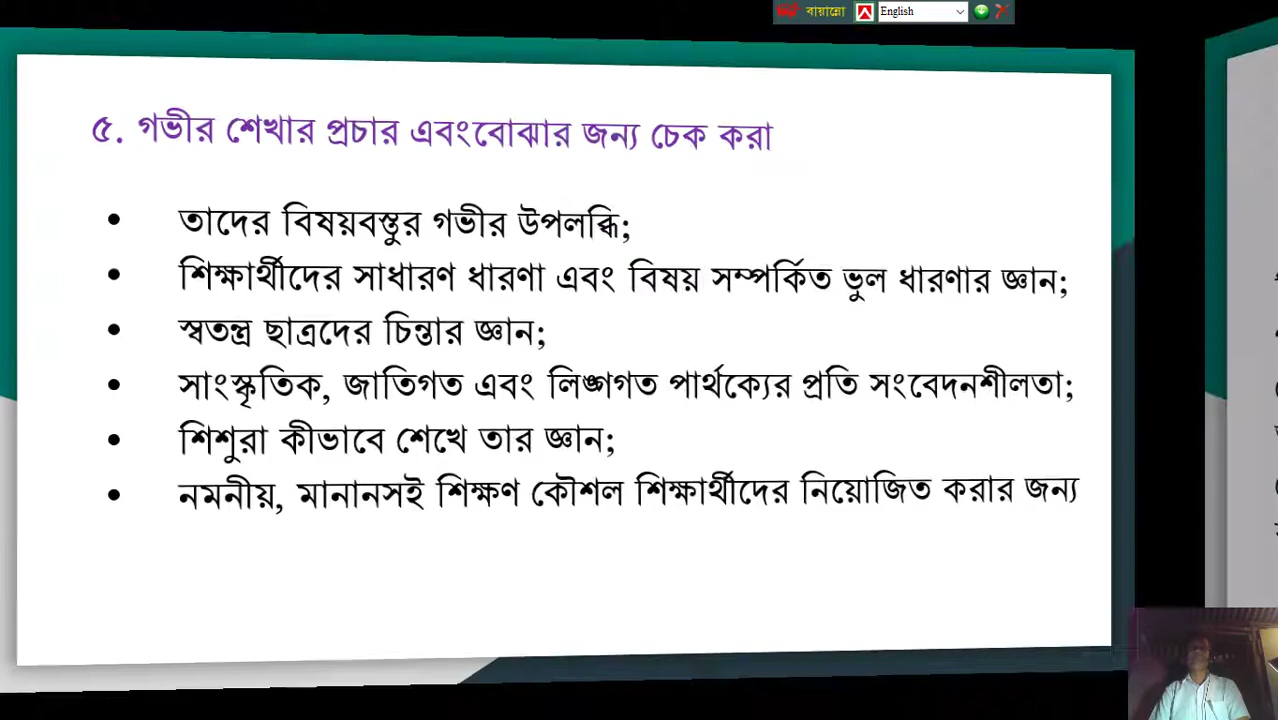 বায়ান্নো
English
৫. গভীর শেখার প্রচার এবংবোঝার জন্য চেক করা
• তাদের বিষয়বস্তুর গভীর উপলব্ধি;
• শিক্ষার্থীদের সাধারণ ধারণা এবং বিষয় সম্পর্কিত ভুল ধারণার জ্ঞান;
• স্বতন্ত্র ছাত্রদের চিন্তার জ্ঞান;
• সাংস্কৃতিক, জাতিগত এবং লিঙ্গগত পার্থক্যের প্রতি সংবেদনশীলতা;
• শিশুরা কীভাবে শেখে তার জ্ঞান;
• নমনীয়, মানানসই শিক্ষণ কৌশল শিক্ষার্থীদের নিয়োজিত করার জন্য